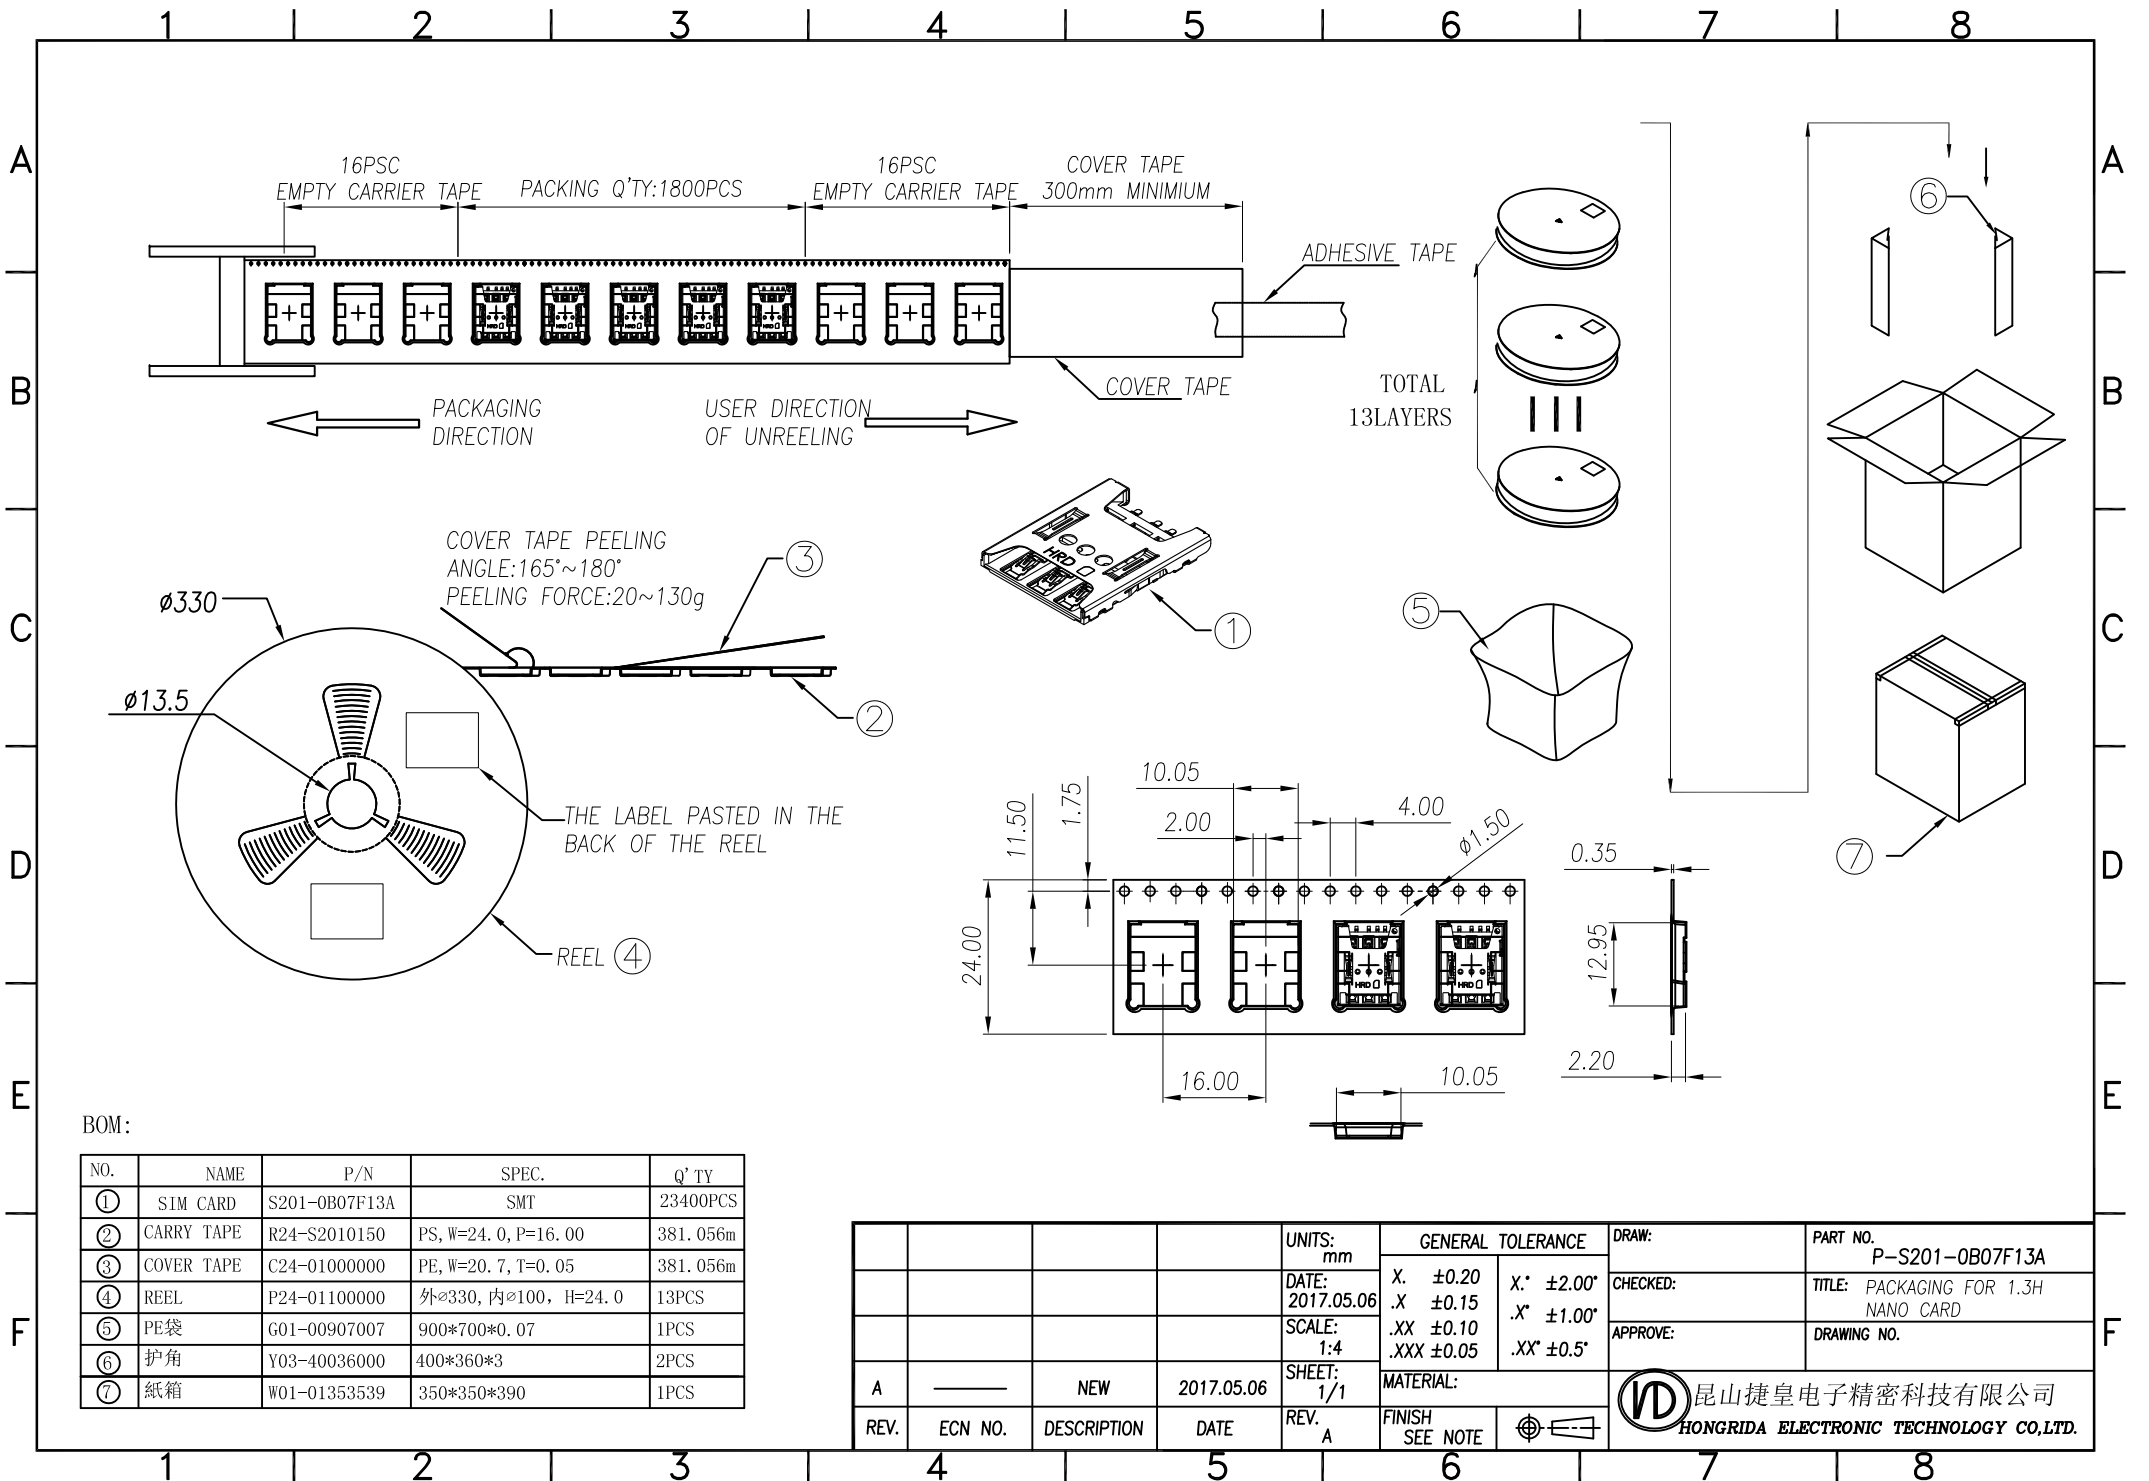 1 2 3 4 5 6 7 8
A A
B B
C C
D D
E E
F F
16PSC
EMPTY CARRIER TAPE
PACKING Q'TY:1800PCS
16PSC
EMPTY CARRIER TAPE
COVER TAPE
300mm MINIMIUM
ADHESIVE TAPE
COVER TAPE
PACKAGING
DIRECTION
USER DIRECTION
OF UNREELING
TOTAL
13LAYERS
⑥
COVER TAPE PEELING
ANGLE:165°~180°
PEELING FORCE:20~130g
③
②
ø330
ø13.5
THE LABEL PASTED IN THE
BACK OF THE REEL
REEL ④
HRD
①
⑤
⑦
10.05
2.00
4.00
ø1.50
11.50
1.75
24.00
HRD HRD
16.00
10.05
0.35
12.95
2.20
BOM:
NO. NAME P/N SPEC. Q'TY
① SIM CARD S201-0B07F13A SMT 23400PCS
② CARRY TAPE R24-S2010150 PS,W=24.0,P=16.00 381.056m
③ COVER TAPE C24-01000000 PE,W=20.7,T=0.05 381.056m
④ REEL P24-01100000 外⌀330,内⌀100, H=24.0 13PCS
⑤ PE袋 G01-00907007 900*700*0.07 1PCS
⑥ 护角 Y03-40036000 400*360*3 2PCS
⑦ 紙箱 W01-01353539 350*350*390 1PCS
A ——— NEW 2017.05.06
REV. ECN NO. DESCRIPTION DATE
UNITS:
mm
DATE:
2017.05.06
SCALE:
1:4
SHEET:
1/1
REV.
A
GENERAL TOLERANCE
X. ±0.20 X.° ±2.00°
.X ±0.15 .X° ±1.00°
.XX ±0.10
.XXX ±0.05 .XX° ±0.5°
MATERIAL:
FINISH
SEE NOTE
DRAW:
CHECKED:
APPROVE:
PART NO.
P-S201-0B07F13A
TITLE: PACKAGING FOR 1.3H
NANO CARD
DRAWING NO.
昆山捷皇电子精密科技有限公司
HONGRIDA ELECTRONIC TECHNOLOGY CO,LTD.
1 2 3 4 5 6 7 8